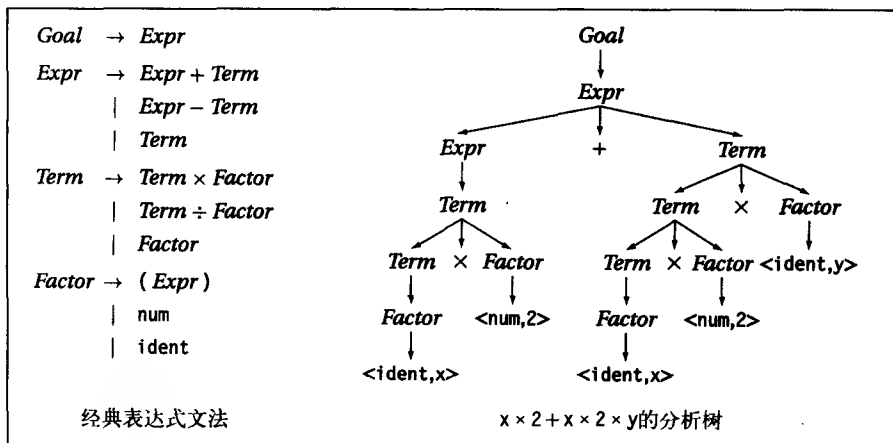 Goal → Expr
Expr → Expr + Term
| Expr − Term
| Term
Term → Term × Factor
| Term ÷ Factor
| Factor
Factor → ( Expr )
| num
| ident
经典表达式文法
Goal
Expr
Expr + Term
Term Term × Factor
Term × Factor Term × Factor <ident,y>
Factor <num,2> Factor <num,2>
<ident,x> <ident,x>
x × 2 + x × 2 × y的分析树